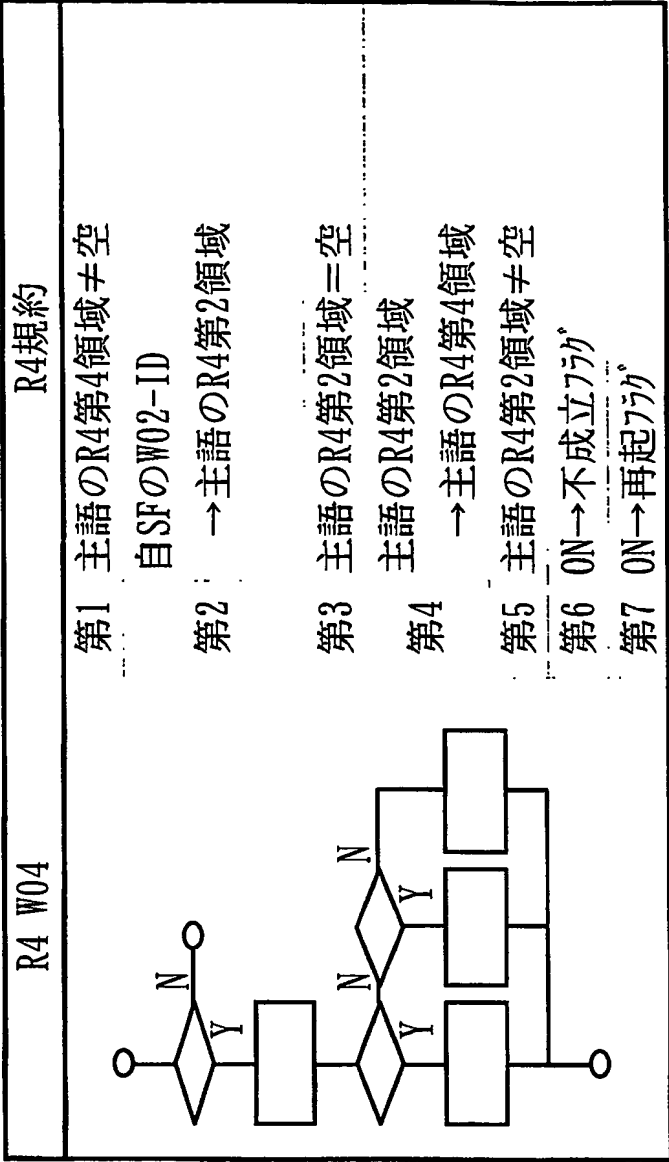 R4 W04
R4規約
N
Y
N
N
Y
Y
第1 主語のR4第4領域≠空
自SFのW02-ID
第2 →主語のR4第2領域
第3 主語のR4第2領域=空
主語のR4第2領域
第4 →主語のR4第4領域
第5 主語のR4第2領域≠空
第6 ON→不成立フラグ
第7 ON→再起フラグ